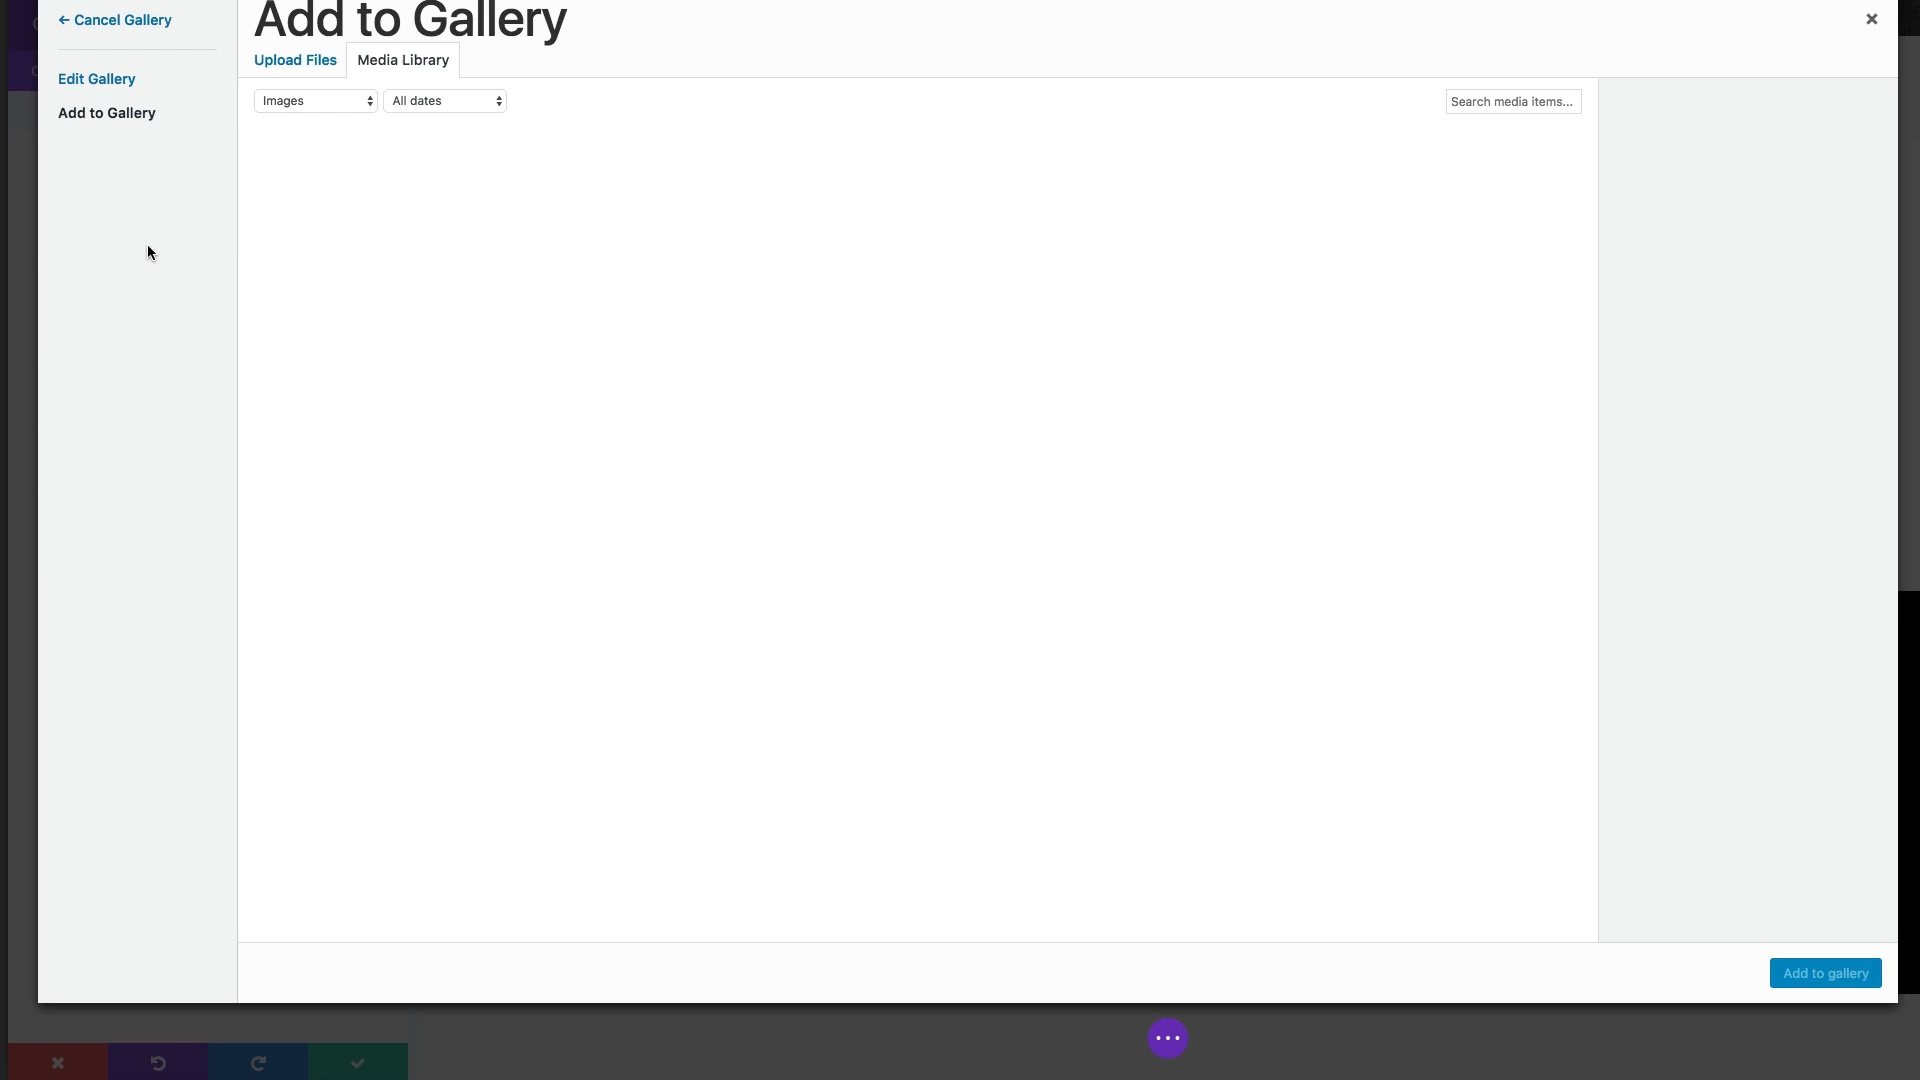 ← Cancel Gallery
Edit Gallery
Add to Gallery
Add to Gallery
Upload Files
Media Library
Images
All dates
Search media items...
Add to gallery